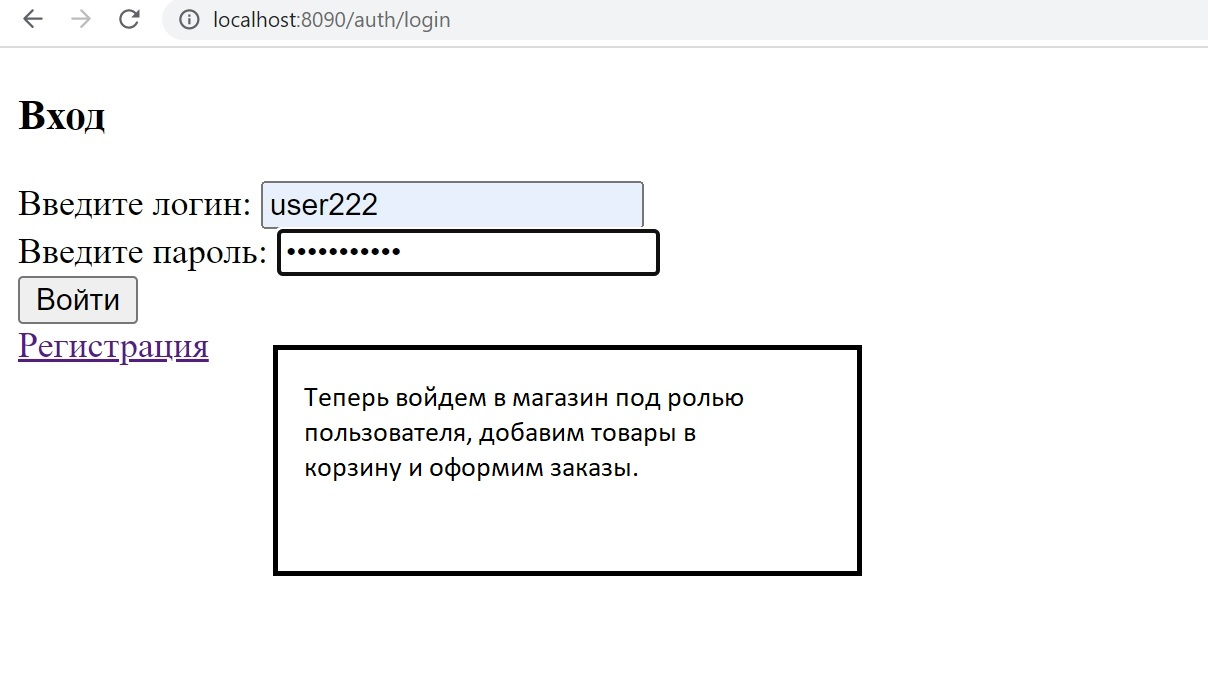 localhost:8090/auth/login
Вход
Введите логин: user222
Введите пароль: •••••••••••
Войти
Регистрация
Теперь войдем в магазин под ролью
пользователя, добавим товары в
корзину и оформим заказы.